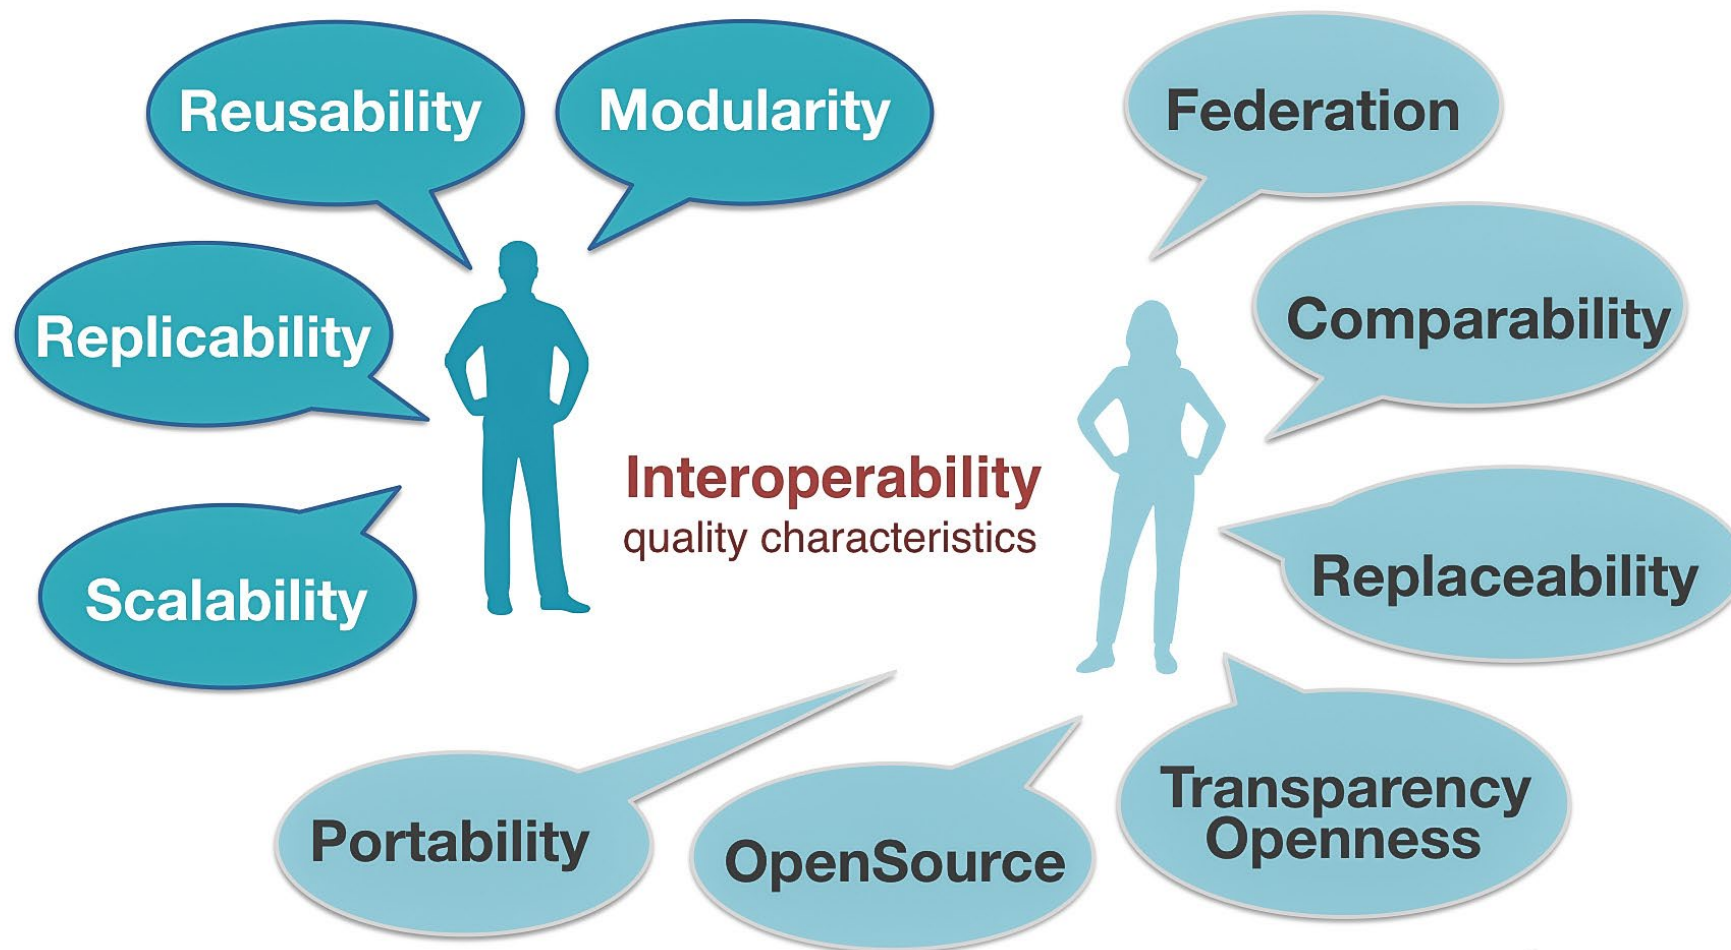 Reusability
Modularity
Federation
Replicability
Comparability
Interoperability
quality characteristics
Scalability
Replaceability
Portability
OpenSource
Transparency
Openness